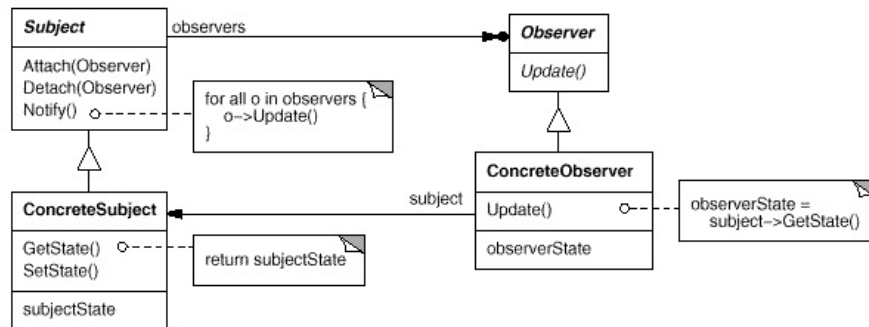 Subject
observers
Observer
Attach(Observer)
Detach(Observer)
Notify()
for all o in observers {
o->Update()
}
Update()
ConcreteSubject
GetState()
SetState()
subjectState
return subjectState
subject
ConcreteObserver
Update()
observerState
observerState =
subject->GetState()